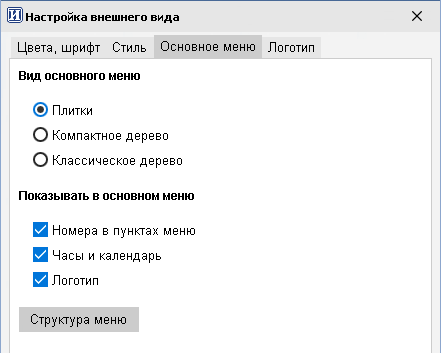 Настройка внешнего вида
Цвета, шрифт Стиль Основное меню Логотип
Вид основного меню
Плитки
Компактное дерево
Классическое дерево
Показывать в основном меню
Номера в пунктах меню
Часы и календарь
Логотип
Структура меню